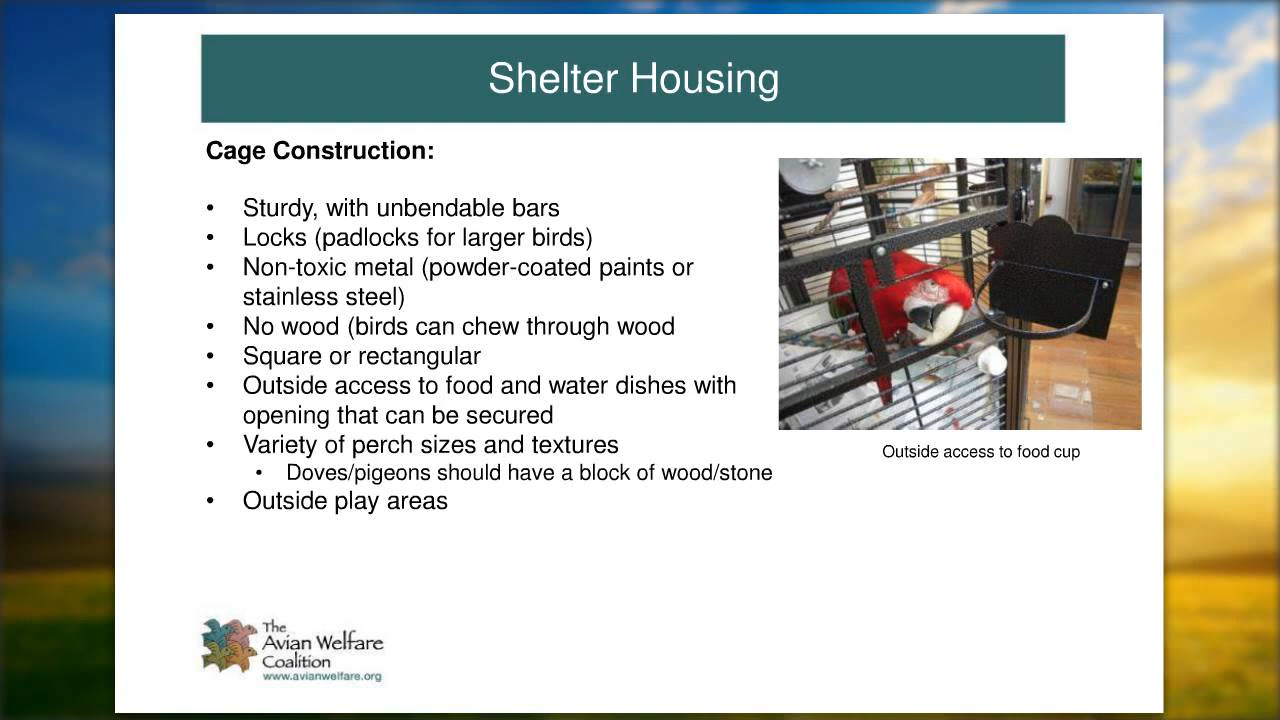 Shelter Housing
Cage Construction:
• Sturdy, with unbendable bars
• Locks (padlocks for larger birds)
• Non-toxic metal (powder-coated paints or
stainless steel)
• No wood (birds can chew through wood
• Square or rectangular
• Outside access to food and water dishes with
opening that can be secured
• Variety of perch sizes and textures
• Doves/pigeons should have a block of wood/stone
• Outside play areas
Outside access to food cup
The
Avian Welfare
Coalition
www.avianwelfare.org